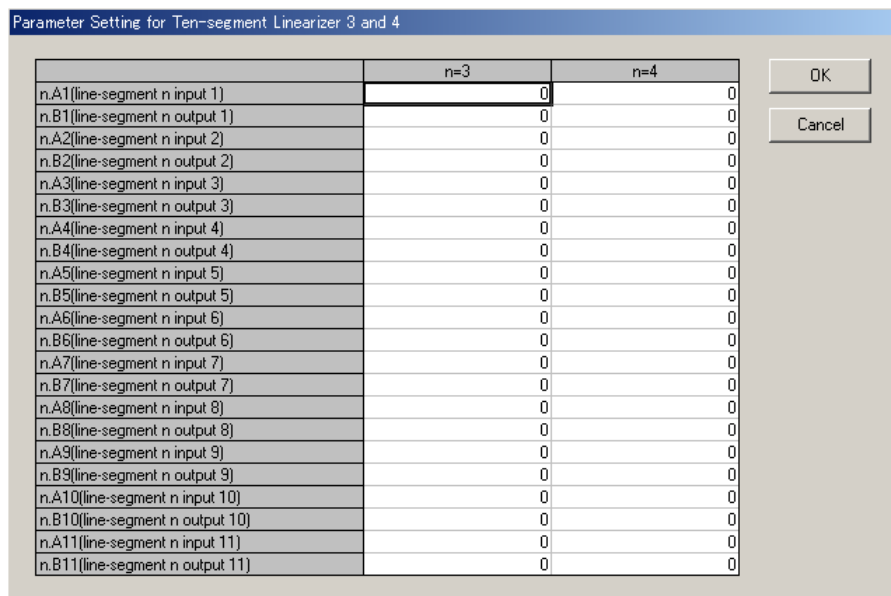 Parameter Setting for Ten-segment Linearizer 3 and 4
n=3 n=4
OK
n.A1(line-segment n input 1) 0 0
n.B1(line-segment n output 1) 0 0
Cancel
n.A2(line-segment n input 2) 0 0
n.B2(line-segment n output 2) 0 0
n.A3(line-segment n input 3) 0 0
n.B3(line-segment n output 3) 0 0
n.A4(line-segment n input 4) 0 0
n.B4(line-segment n output 4) 0 0
n.A5(line-segment n input 5) 0 0
n.B5(line-segment n output 5) 0 0
n.A6(line-segment n input 6) 0 0
n.B6(line-segment n output 6) 0 0
n.A7(line-segment n input 7) 0 0
n.B7(line-segment n output 7) 0 0
n.A8(line-segment n input 8) 0 0
n.B8(line-segment n output 8) 0 0
n.A9(line-segment n input 9) 0 0
n.B9(line-segment n output 9) 0 0
n.A10(line-segment n input 10) 0 0
n.B10(line-segment n output 10) 0 0
n.A11(line-segment n input 11) 0 0
n.B11(line-segment n output 11) 0 0